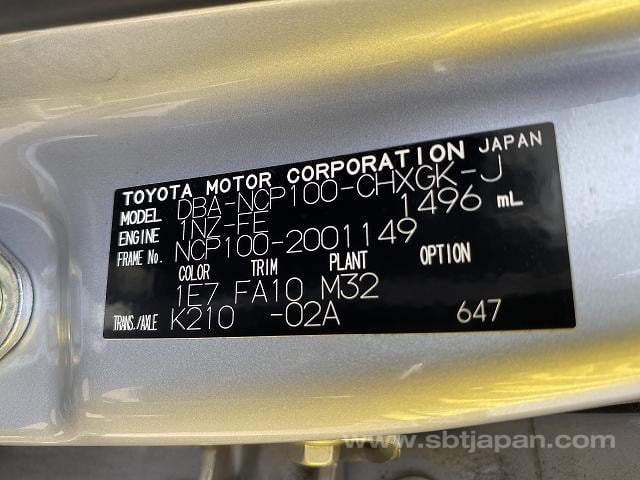 TOYOTA MOTOR CORPORATION JAPAN
MODEL DBA-NCP100-CHXGK-J
ENGINE 1NZ-FE 1496 mL
FRAME No. NCP100-2001149
COLOR TRIM PLANT OPTION
1E7 FA10 M32
TRANS./AXLE K210 -02A 647
www.sbtjapan.com